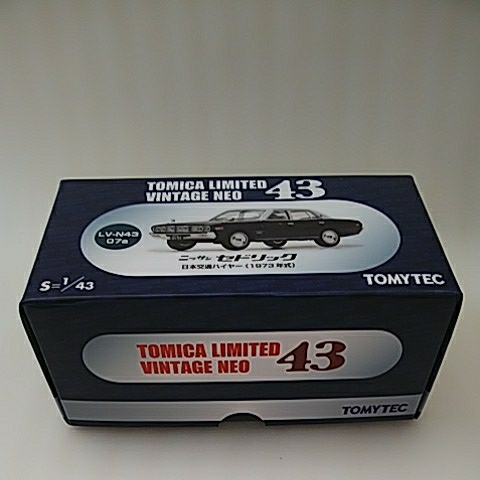 TOMICA LIMITED
VINTAGE NEO 43
LV-N43
07a
ニッサン セドリック
日本交通ハイヤー(1973年式)
S=1/43
TOMYTEC
TOMICA LIMITED
VINTAGE NEO 43
TOMYTEC